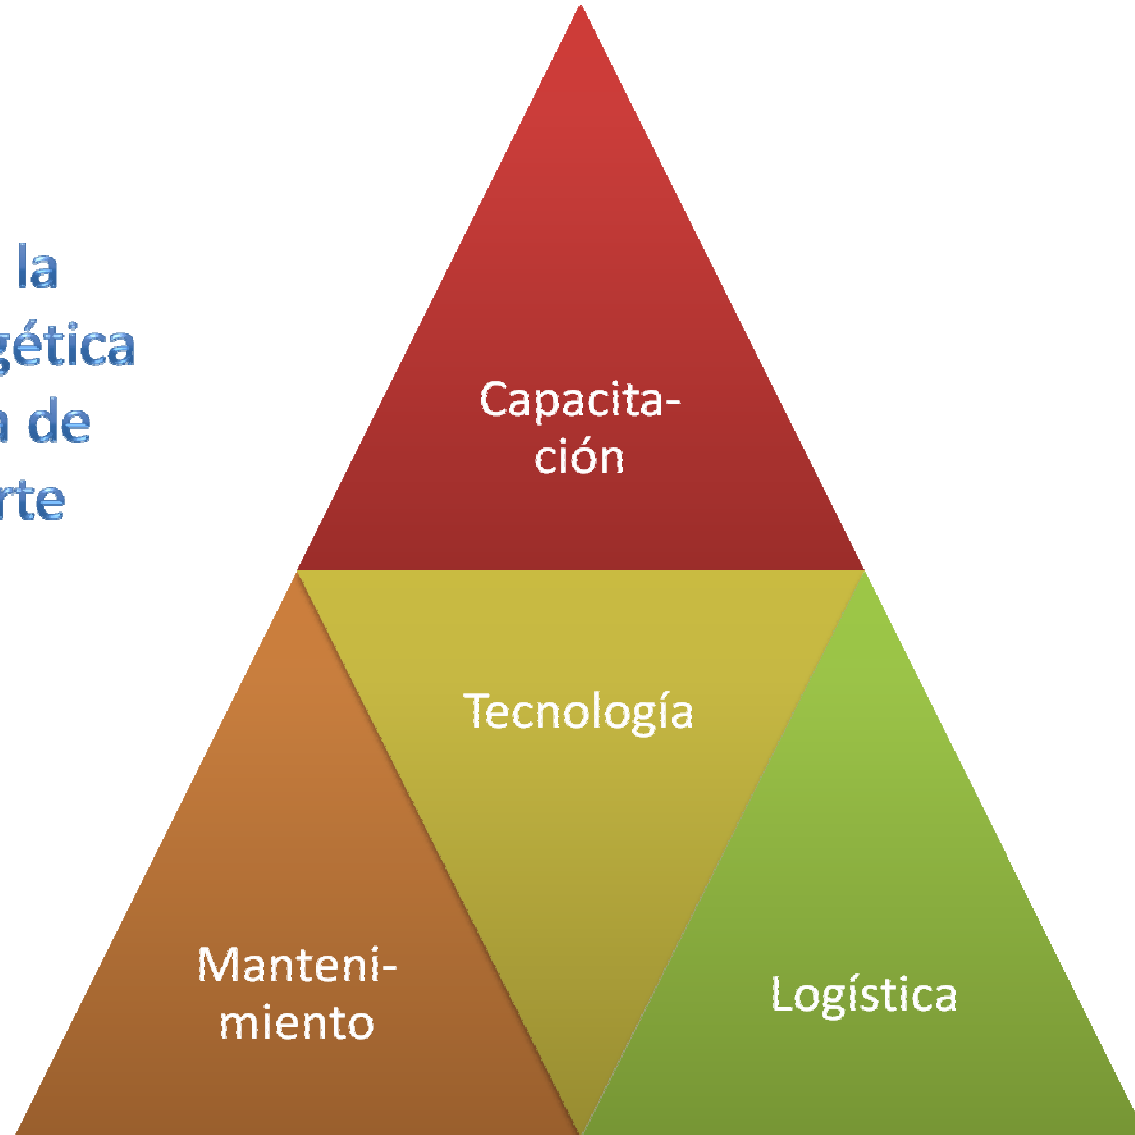 la
gética
de
rte
Capacita-
ción
Tecnología
Manteni-
miento
Logística